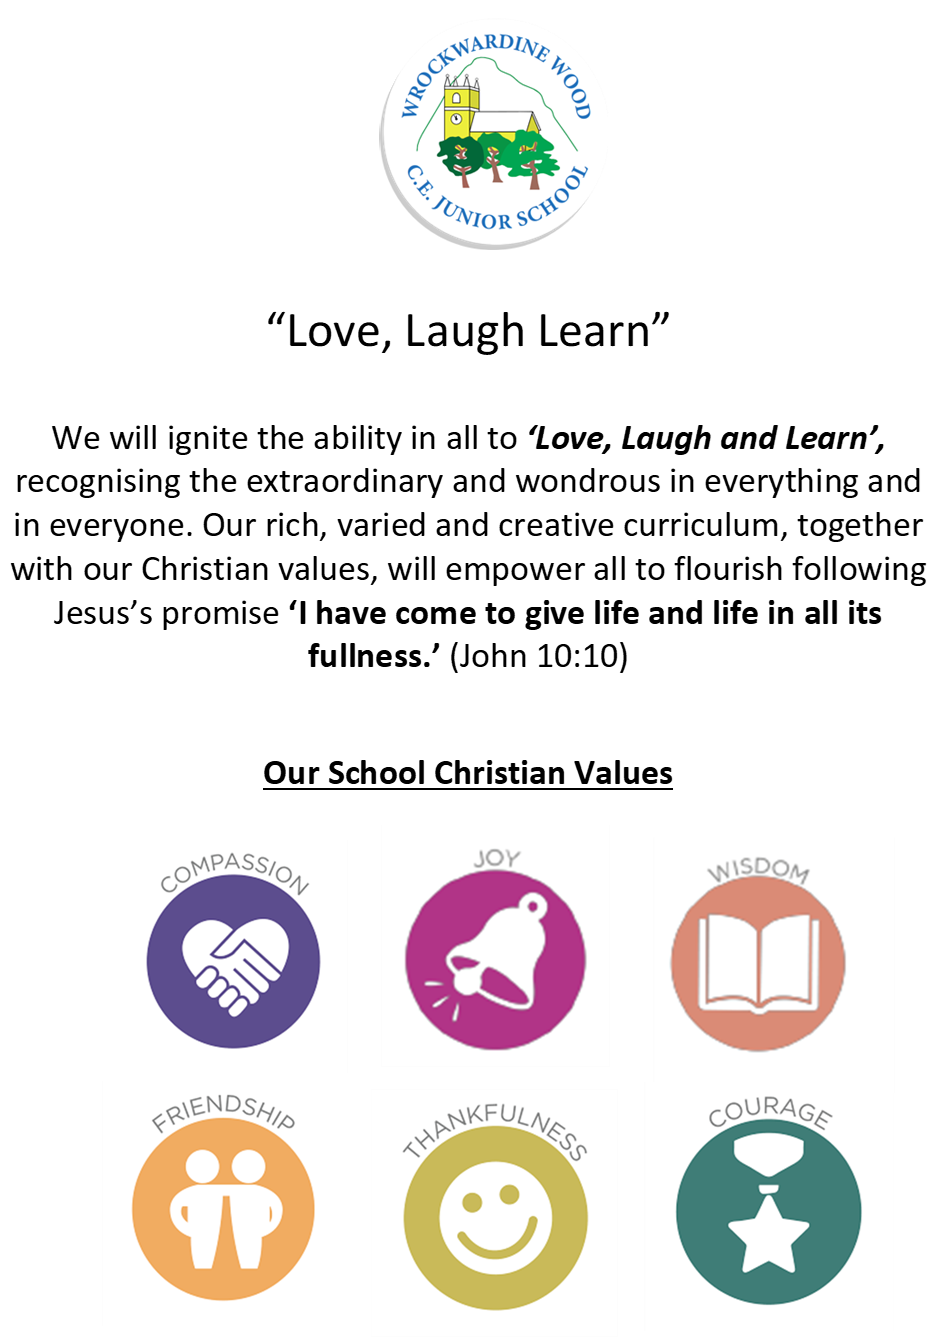 WROCKWARDINE WOOD
C.E. JUNIOR SCHOOL
“Love, Laugh Learn”
We will ignite the ability in all to ‘Love, Laugh and Learn’,
recognising the extraordinary and wondrous in everything and
in everyone. Our rich, varied and creative curriculum, together
with our Christian values, will empower all to flourish following
Jesus’s promise ‘I have come to give life and life in all its
fullness.’ (John 10:10)
Our School Christian Values
COMPASSION
JOY
WISDOM
FRIENDSHIP
THANKFULNESS
COURAGE